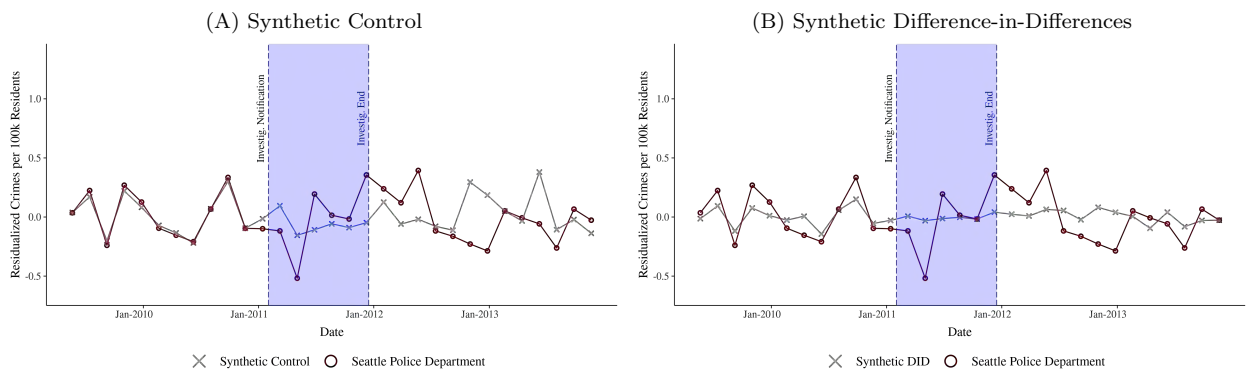 (A) Synthetic Control
Residualized Crimes per 100k Residents
1.0
0.5
0.0
-0.5
Investig. Notification
Investig. End
Jan-2010 Jan-2011 Jan-2012 Jan-2013
Date
Synthetic Control Seattle Police Department
(B) Synthetic Difference-in-Differences
Residualized Crimes per 100k Residents
1.0
0.5
0.0
-0.5
Investig. Notification
Investig. End
Jan-2010 Jan-2011 Jan-2012 Jan-2013
Date
Synthetic DID Seattle Police Department